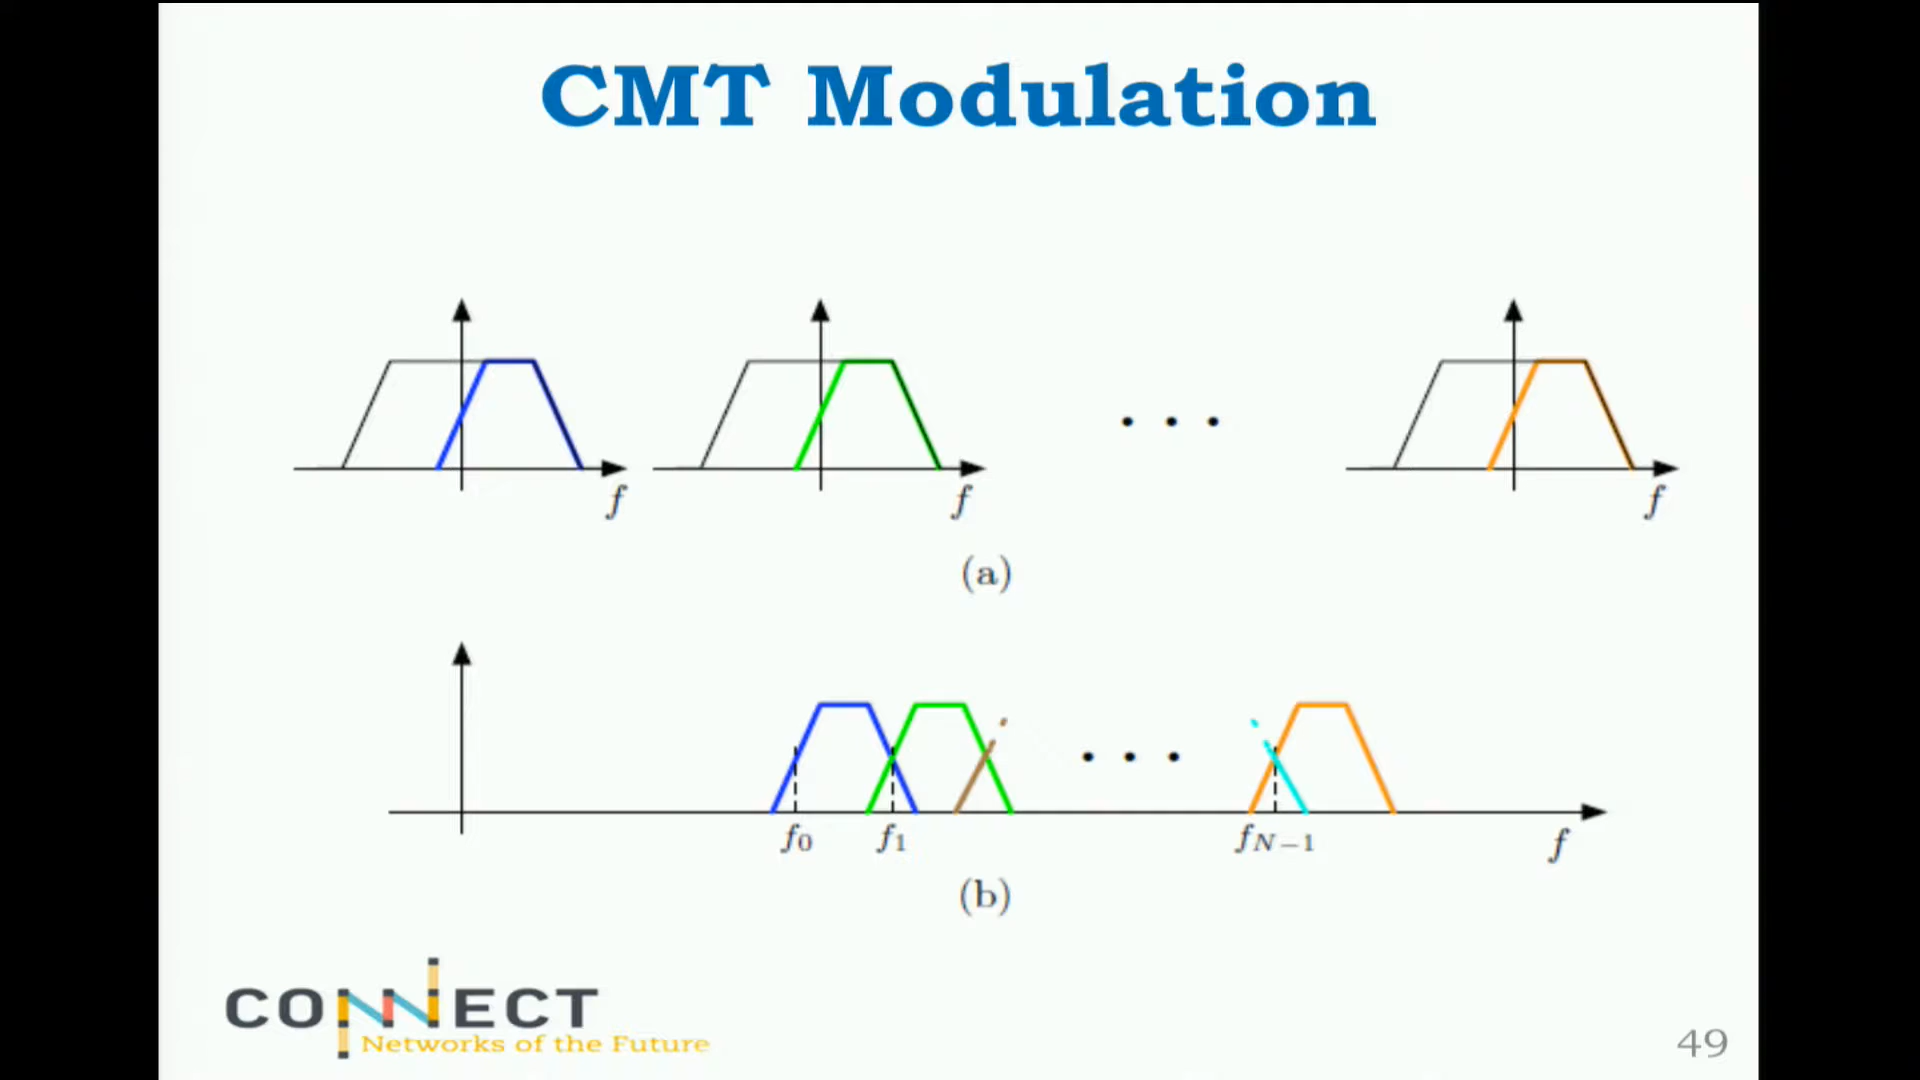 CMT Modulation
f
f
. . .
f
(a)
. . .
f0
f1
fN−1
f
(b)
CONNECT
Networks of the Future
49